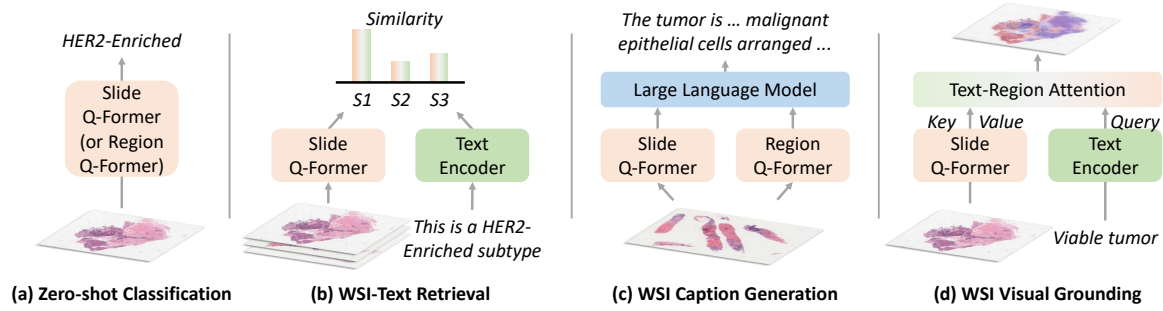 HER2-Enriched
Slide
Q-Former
(or Region
Q-Former)
(a) Zero-shot Classification
Similarity
S1 S2 S3
Slide
Q-Former
Text
Encoder
This is a HER2-
Enriched subtype
(b) WSI-Text Retrieval
The tumor is ... malignant
epithelial cells arranged ...
Large Language Model
Slide
Q-Former
Region
Q-Former
(c) WSI Caption Generation
Text-Region Attention
Key Value Query
Slide
Q-Former
Text
Encoder
Viable tumor
(d) WSI Visual Grounding